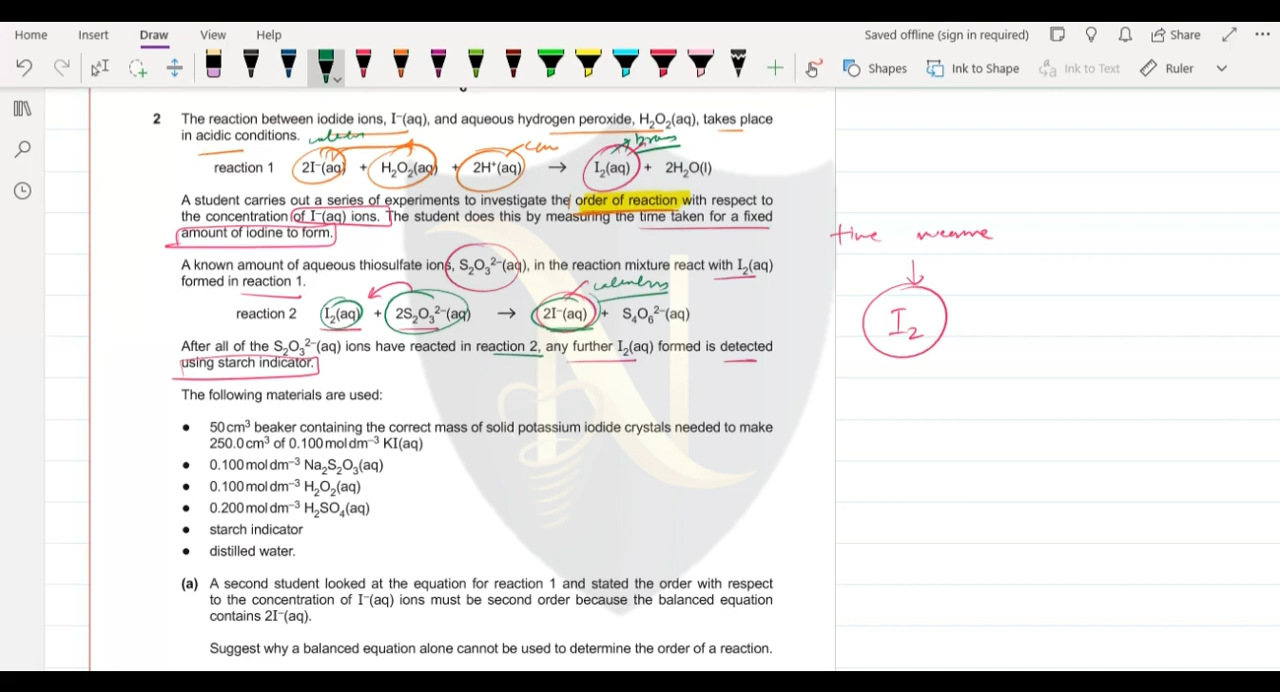 Home Insert Draw View Help Saved offline (sign in required) Share
Shapes Ink to Shape Ink to Text Ruler
2 The reaction between iodide ions, I⁻(aq), and aqueous hydrogen peroxide, H₂O₂(aq), takes place
in acidic conditions.
reaction 1 2I⁻(aq) + H₂O₂(aq) + 2H⁺(aq) → I₂(aq) + 2H₂O(l)
A student carries out a series of experiments to investigate the order of reaction with respect to
the concentration of I⁻(aq) ions. The student does this by measuring the time taken for a fixed
amount of iodine to form.
time
A known amount of aqueous thiosulfate ions, S₂O₃²⁻(aq), in the reaction mixture react with I₂(aq)
formed in reaction 1.
reaction 2 I₂(aq) + 2S₂O₃²⁻(aq) → 2I⁻(aq) + S₄O₆²⁻(aq)
I₂
After all of the S₂O₃²⁻(aq) ions have reacted in reaction 2, any further I₂(aq) formed is detected
using starch indicator.
The following materials are used:
• 50 cm³ beaker containing the correct mass of solid potassium iodide crystals needed to make
250.0 cm³ of 0.100 mol dm⁻³ KI(aq)
• 0.100 mol dm⁻³ Na₂S₂O₃(aq)
• 0.100 mol dm⁻³ H₂O₂(aq)
• 0.200 mol dm⁻³ H₂SO₄(aq)
• starch indicator
• distilled water.
(a) A second student looked at the equation for reaction 1 and stated the order with respect
to the concentration of I⁻(aq) ions must be second order because the balanced equation
contains 2I⁻(aq).
Suggest why a balanced equation alone cannot be used to determine the order of a reaction.